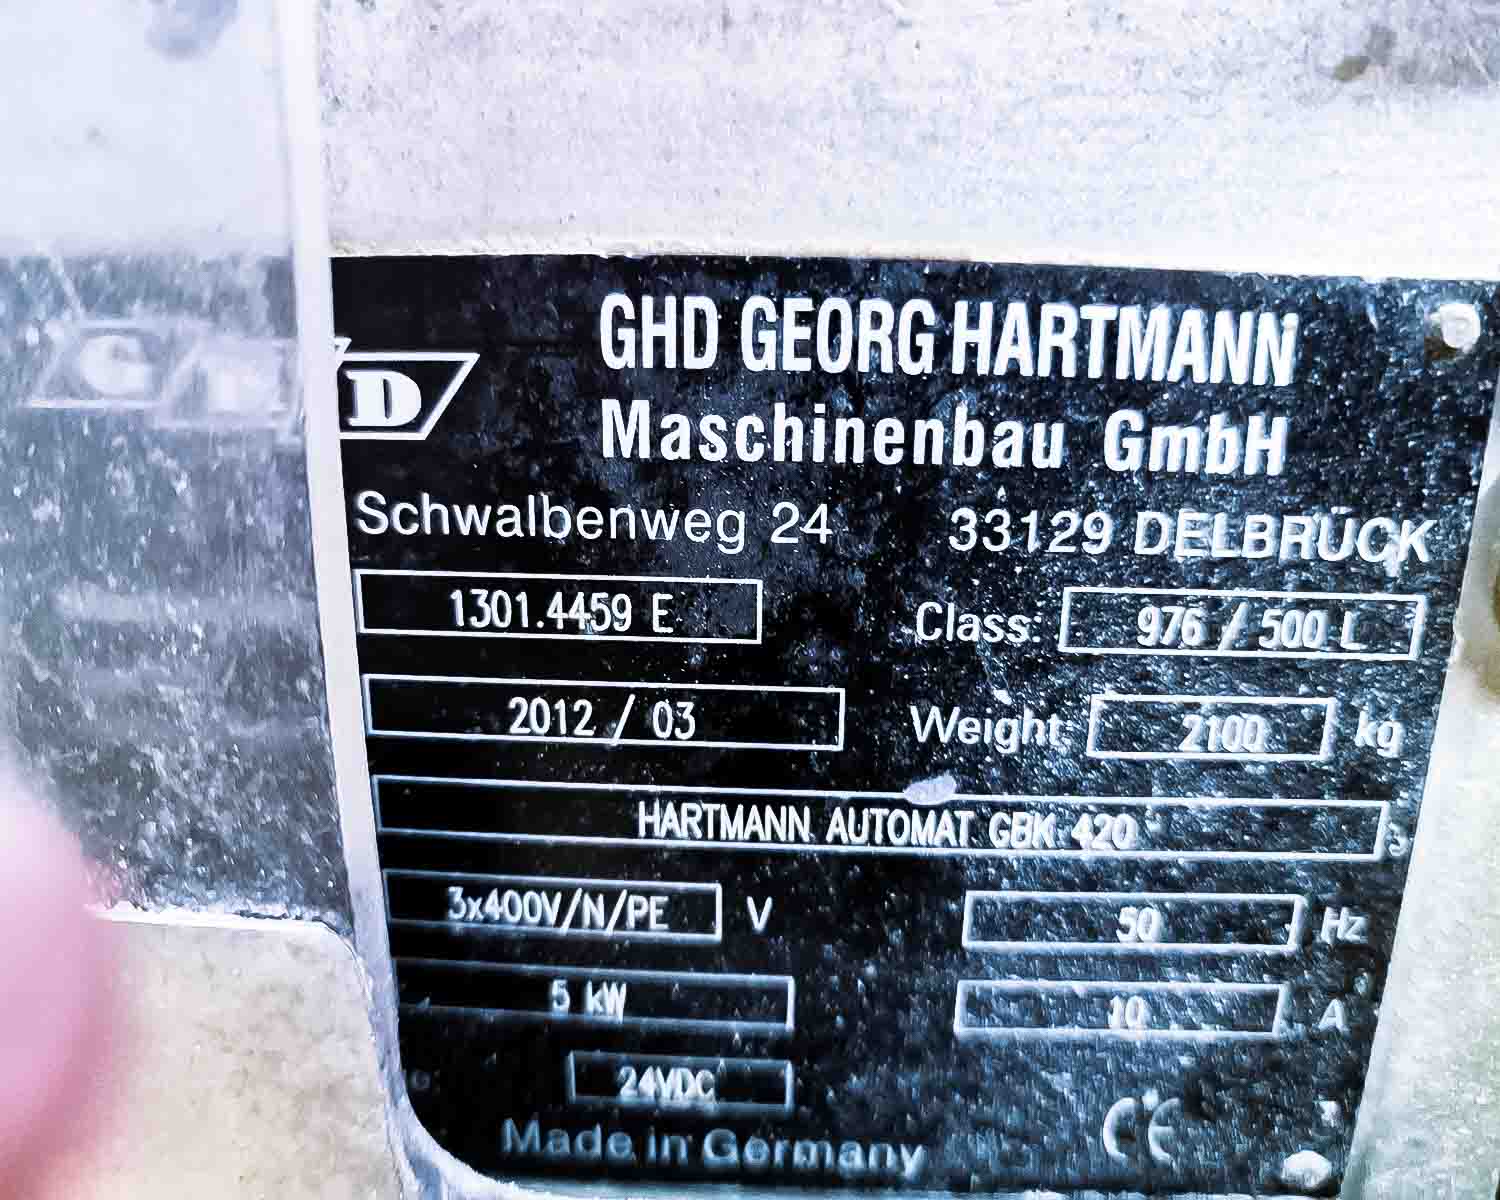 D
GHD GEORG HARTMANN
Maschinenbau GmbH
Schwalbenweg 24 33129 DELBRÜCK
1301.4459 E Class: 976 / 500 L
2012 / 03 Weight: 2100 kg
HARTMANN AUTOMAT GBK 420
3x400V/N/PE V 50 Hz
5 kW 10 A
24VDC
Made in Germany CE